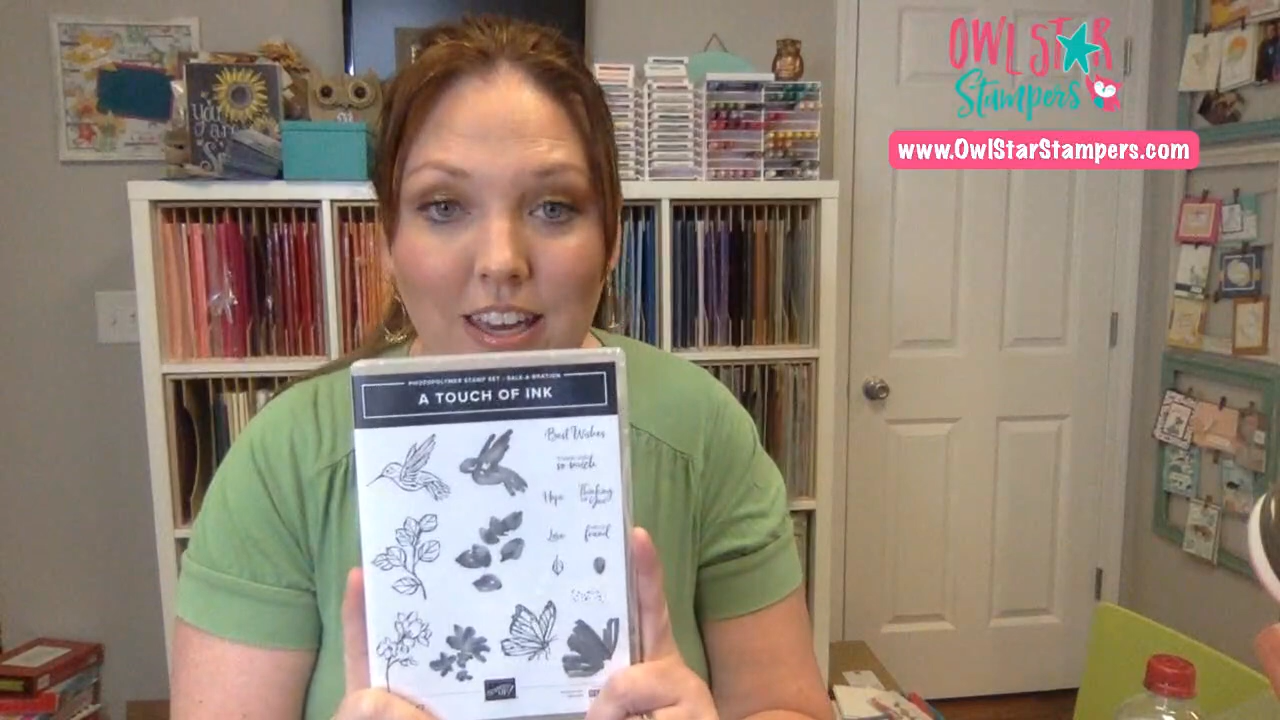 OWL STAR
Stampers
www.OwlStarStampers.com
PHOTOPOLYMER STAMP SET • SALE-A-BRATION
A TOUCH OF INK
Best Wishes
so much
Hope
Thinking
of You
Love
friend